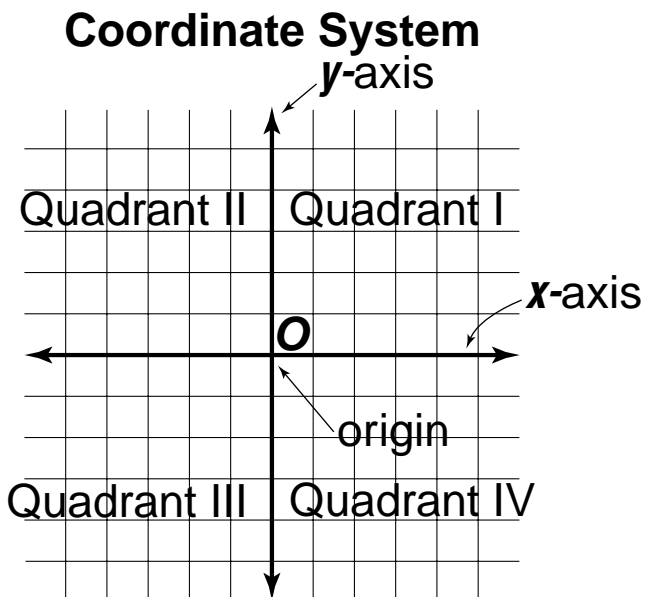 Coordinate System
y-axis
Quadrant II Quadrant I
x-axis
O
origin
Quadrant III Quadrant IV